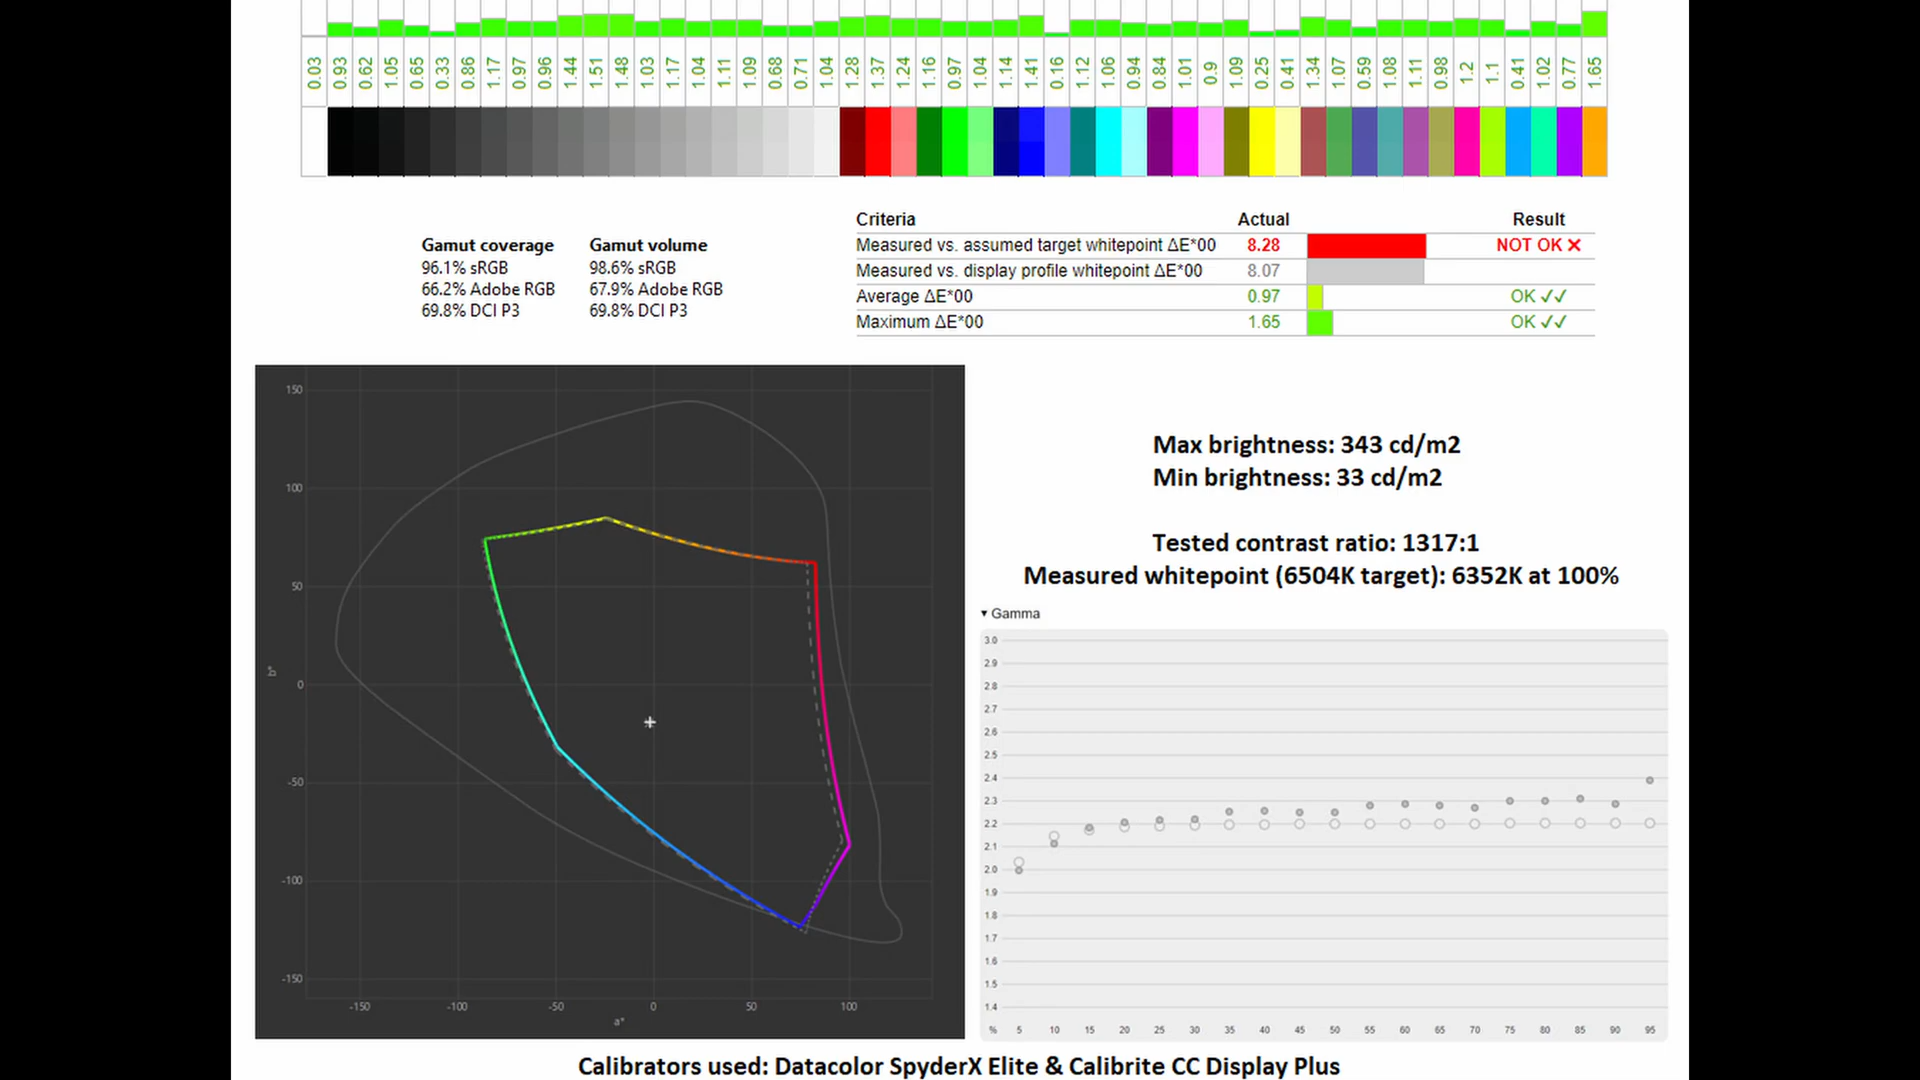 0.03 0.93 0.62 1.05 0.65 0.33 0.86 1.17 0.97 0.96 1.44 1.51 1.48 1.03 1.17 1.04 1.11 1.09 0.68 0.71 1.04 1.28 1.37 1.24 1.16 0.97 1.04 1.14 1.41 0.16 1.12 1.06 0.94 0.84 1.01 0.9 1.09 0.25 0.41 1.34 1.07 0.59 1.08 1.11 0.98 1.2 1.1 0.41 1.02 0.77 1.65
Gamut coverage
96.1% sRGB
66.2% Adobe RGB
69.8% DCI P3
Gamut volume
98.6% sRGB
67.9% Adobe RGB
69.8% DCI P3
Criteria Actual Result
Measured vs. assumed target whitepoint ΔE*00 8.28 NOT OK ✕
Measured vs. display profile whitepoint ΔE*00 8.07
Average ΔE*00 0.97 OK ✓✓
Maximum ΔE*00 1.65 OK ✓✓
150
100
50
0
-50
-100
-150
b*
-150 -100 -50 0 50 100
a*
Max brightness: 343 cd/m2
Min brightness: 33 cd/m2
Tested contrast ratio: 1317:1
Measured whitepoint (6504K target): 6352K at 100%
▾ Gamma
3.0
2.9
2.8
2.7
2.6
2.5
2.4
2.3
2.2
2.1
2.0
1.9
1.8
1.7
1.6
1.5
1.4
% 5 10 15 20 25 30 35 40 45 50 55 60 65 70 75 80 85 90 95
Calibrators used: Datacolor SpyderX Elite & Calibrite CC Display Plus